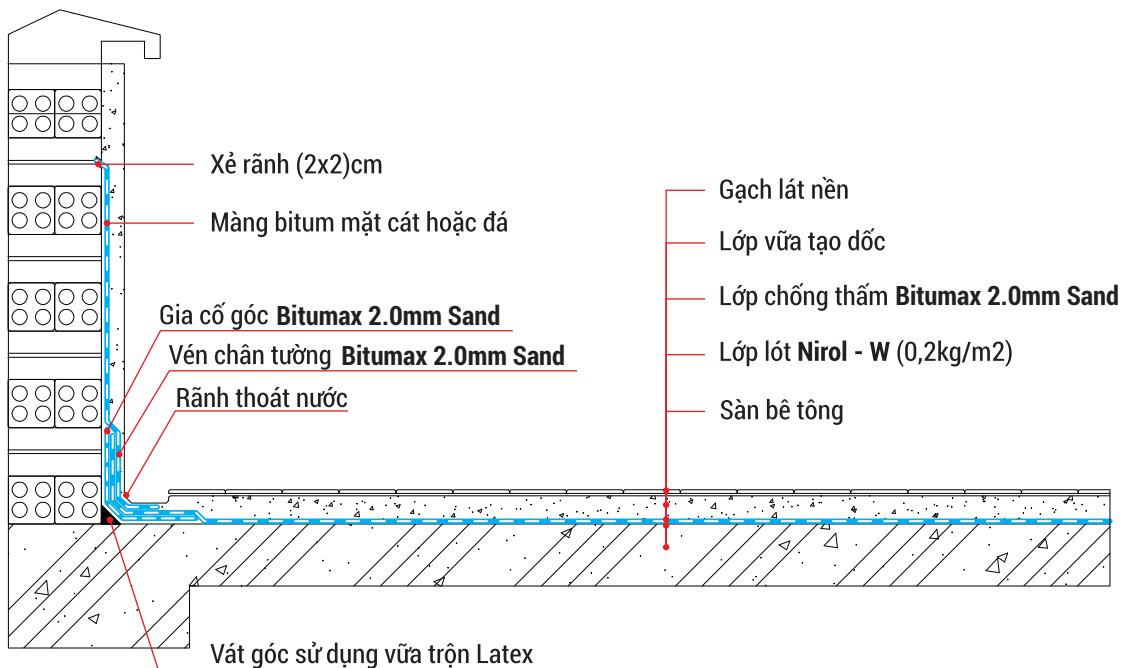 Xẻ rãnh (2x2)cm
Màng bitum mặt cát hoặc đá
Gia cố góc Bitumax 2.0mm Sand
Vén chân tường Bitumax 2.0mm Sand
Rãnh thoát nước
Gạch lát nền
Lớp vữa tạo dốc
Lớp chống thấm Bitumax 2.0mm Sand
Lớp lót Nirol - W (0,2kg/m2)
Sàn bê tông
Vát góc sử dụng vữa trộn Latex